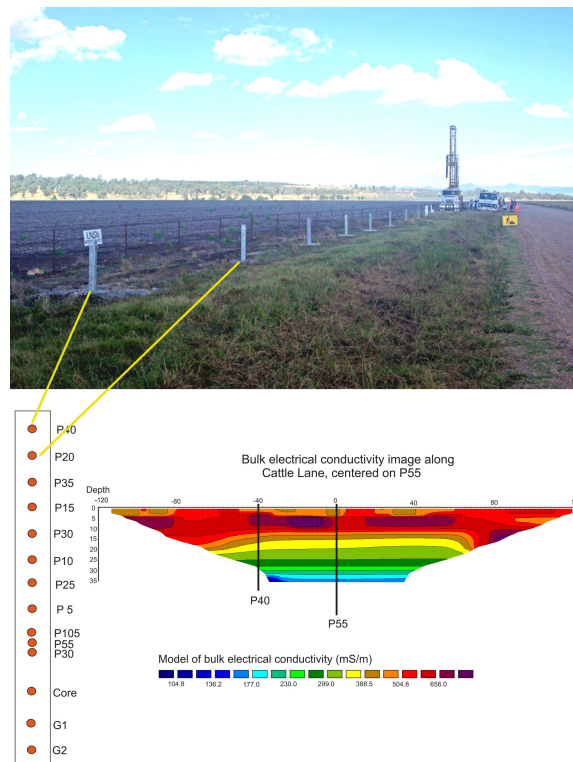 UNSW
P40
P20
P35
P15
P30
P10
P25
P 5
P105
P55
P30
Core
G1
G2
Bulk electrical conductivity image along
Cattle Lane, centered on P55
Depth
-120 -80 -40 0 40 80
0
5
10
15
20
25
30
35
P40
P55
Model of bulk electrical conductivity (mS/m)
104.8 136.2 177.0 230.0 299.0 388.5 504.8 656.0